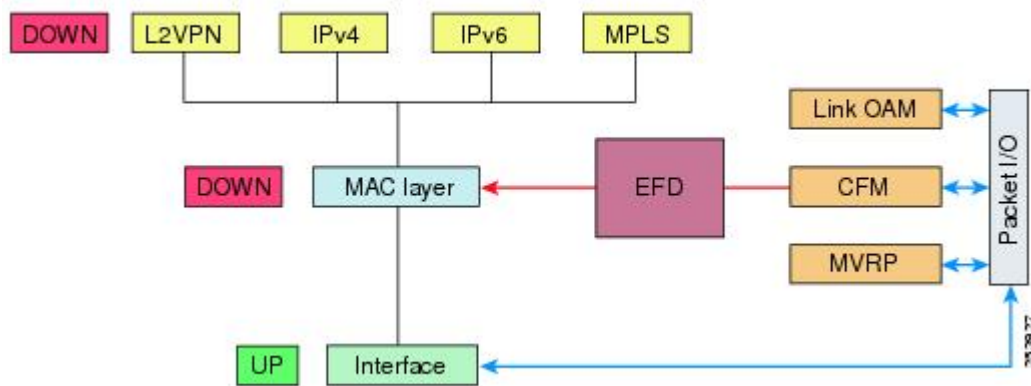 DOWN L2VPN IPv4 IPv6 MPLS
Link OAM
DOWN MAC layer EFD CFM
Packet I/O
MVRP
UP Interface